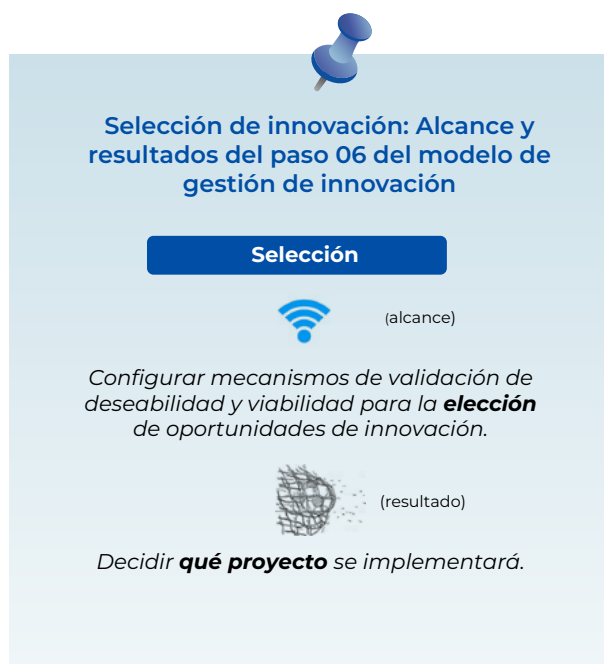 Selección de innovación: Alcance y
resultados del paso 06 del modelo de
gestión de innovación
Selección
(alcance)
Configurar mecanismos de validación de
deseabilidad y viabilidad para la elección
de oportunidades de innovación.
(resultado)
Decidir qué proyecto se implementará.